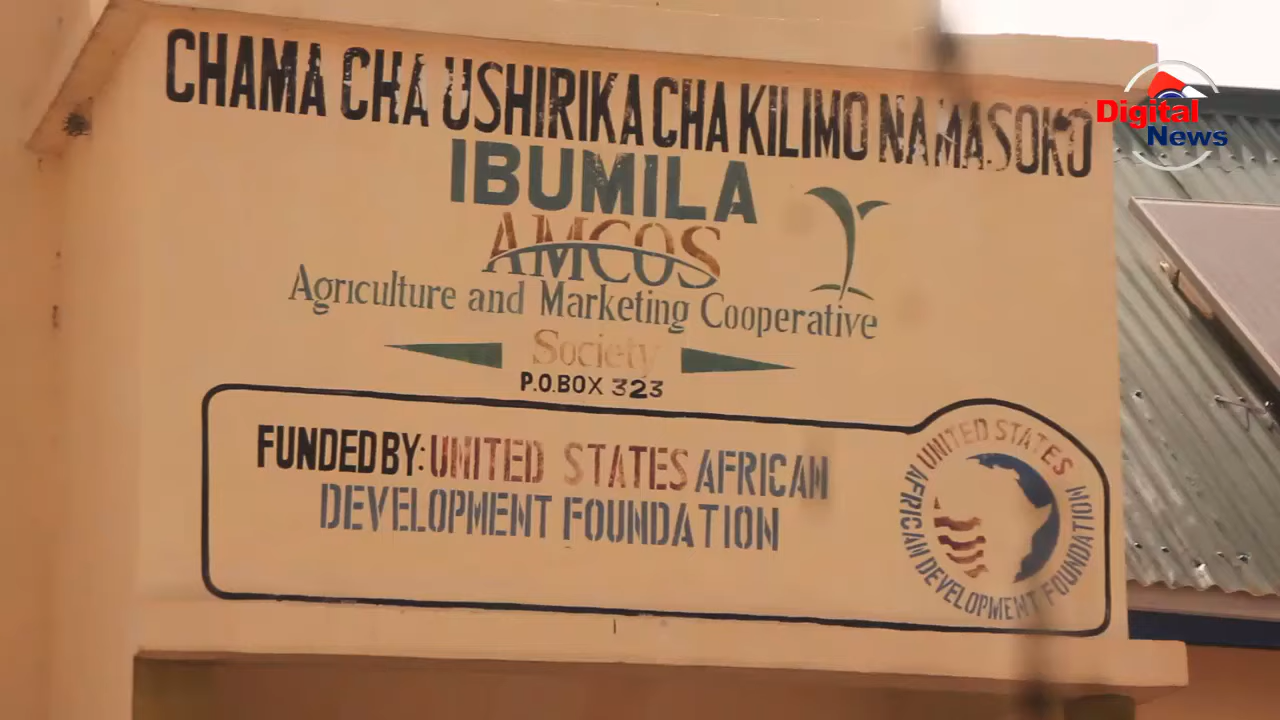 CHAMA CHA USHIRIKA CHA KILIMO NA MASOKO
IBUMILA
AMCOS
Agriculture and Marketing Cooperative
Society
P.O.BOX 323
FUNDED BY: UNITED STATES AFRICAN
DEVELOPMENT FOUNDATION
UNITED STATES
AFRICAN DEVELOPMENT FOUNDATION
Digital
News